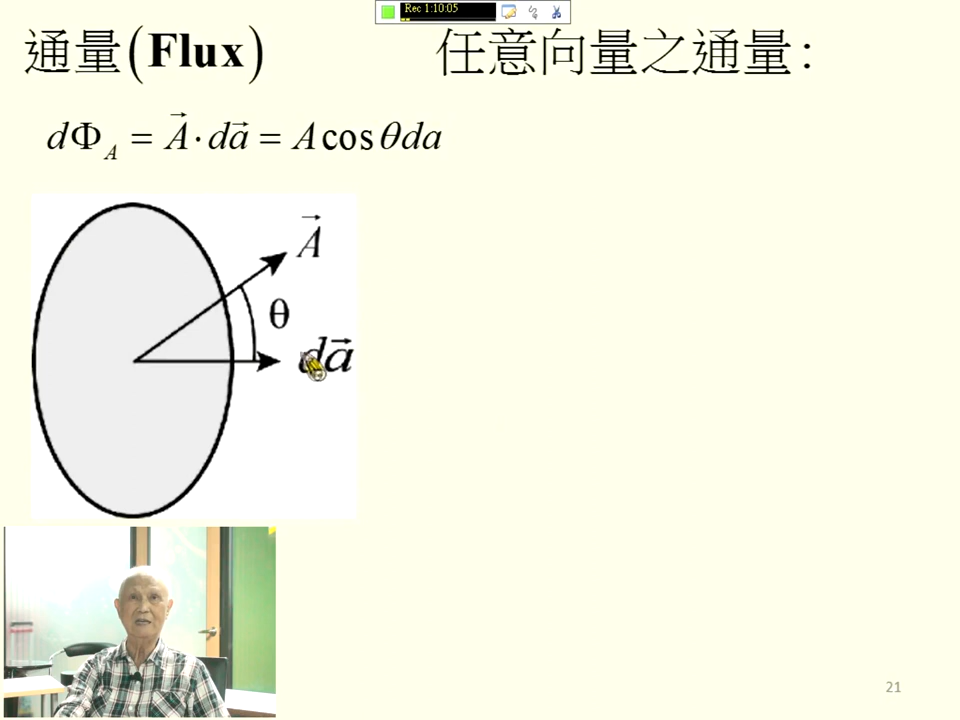 Rec 1:10:05
通量(Flux) 任意向量之通量:
dΦ_A = A⃗ · da⃗ = A cos θ da
A⃗
θ
da⃗
21